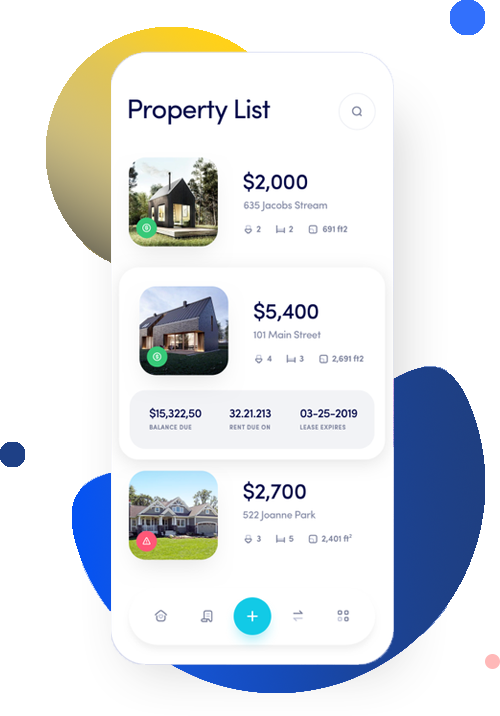 Property List
$2,000
635 Jacobs Stream
2 2 691 ft2
$5,400
101 Main Street
4 3 2,691 ft2
$15,322,50 32.21.213 03-25-2019
BALANCE DUE RENT DUE ON LEASE EXPIRES
$2,700
522 Joanne Park
3 5 2,401 ft²